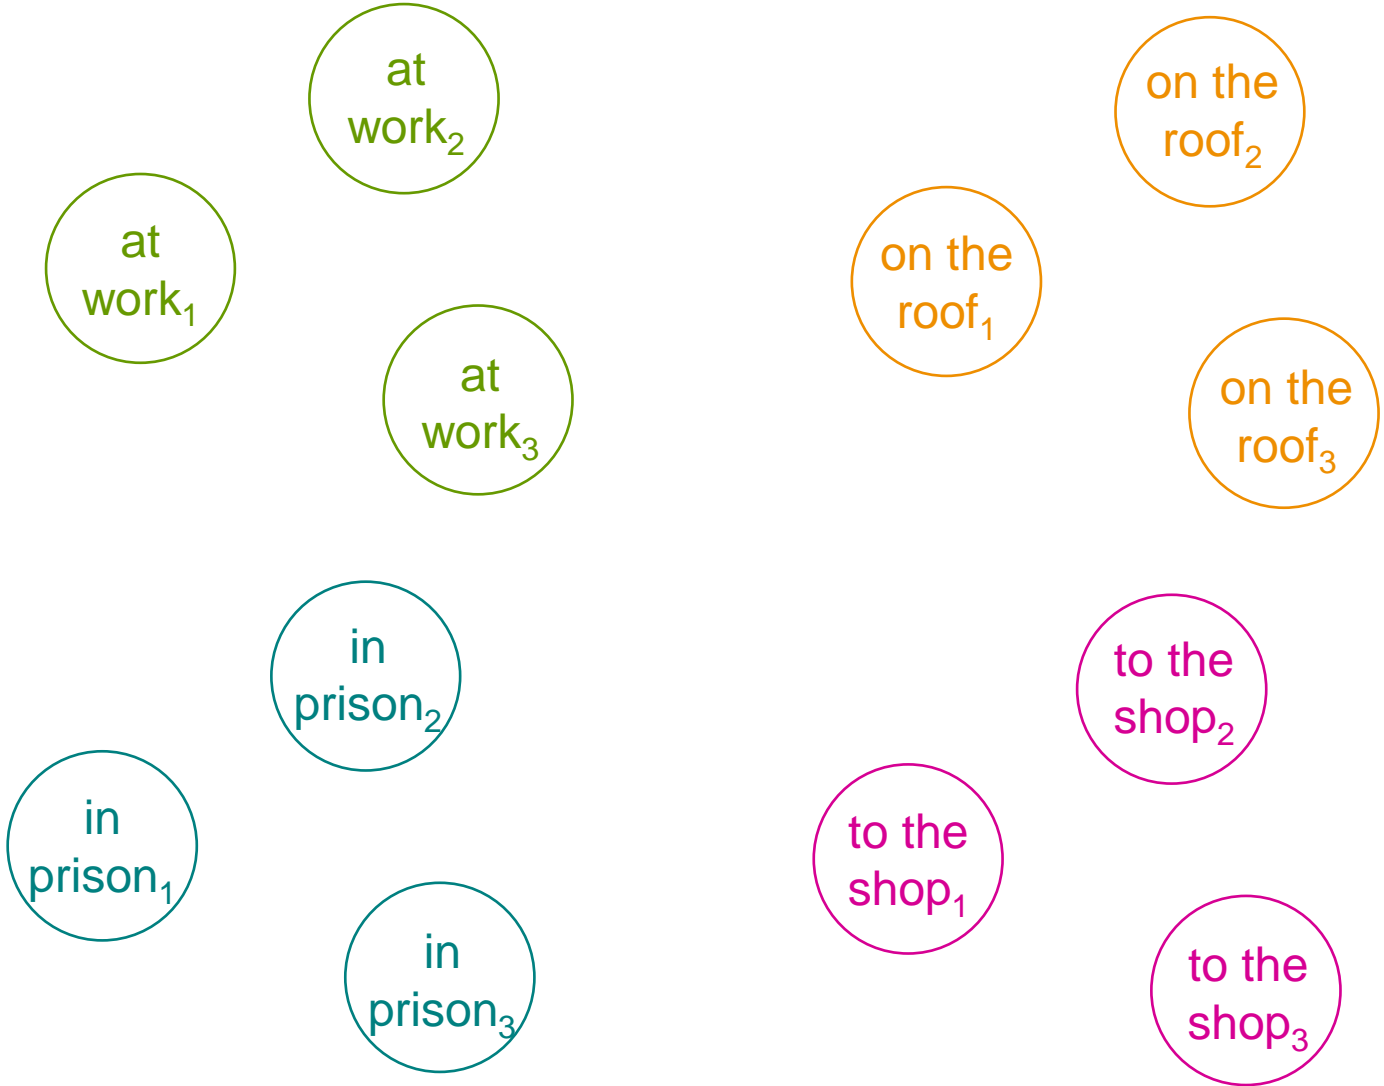 at
work₂
on the
roof₂
at
work₁
on the
roof₁
at
work₃
on the
roof₃
in
prison₂
to the
shop₂
in
prison₁
to the
shop₁
in
prison₃
to the
shop₃